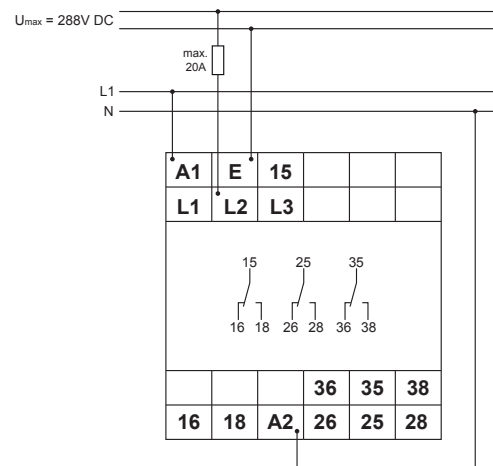 Umax = 288V DC
max.
20A
L1
N
A1 E 15
L1 L2 L3
15 25 35
16 18 26 28 36 38
36 35 38
16 18 A2 26 25 28